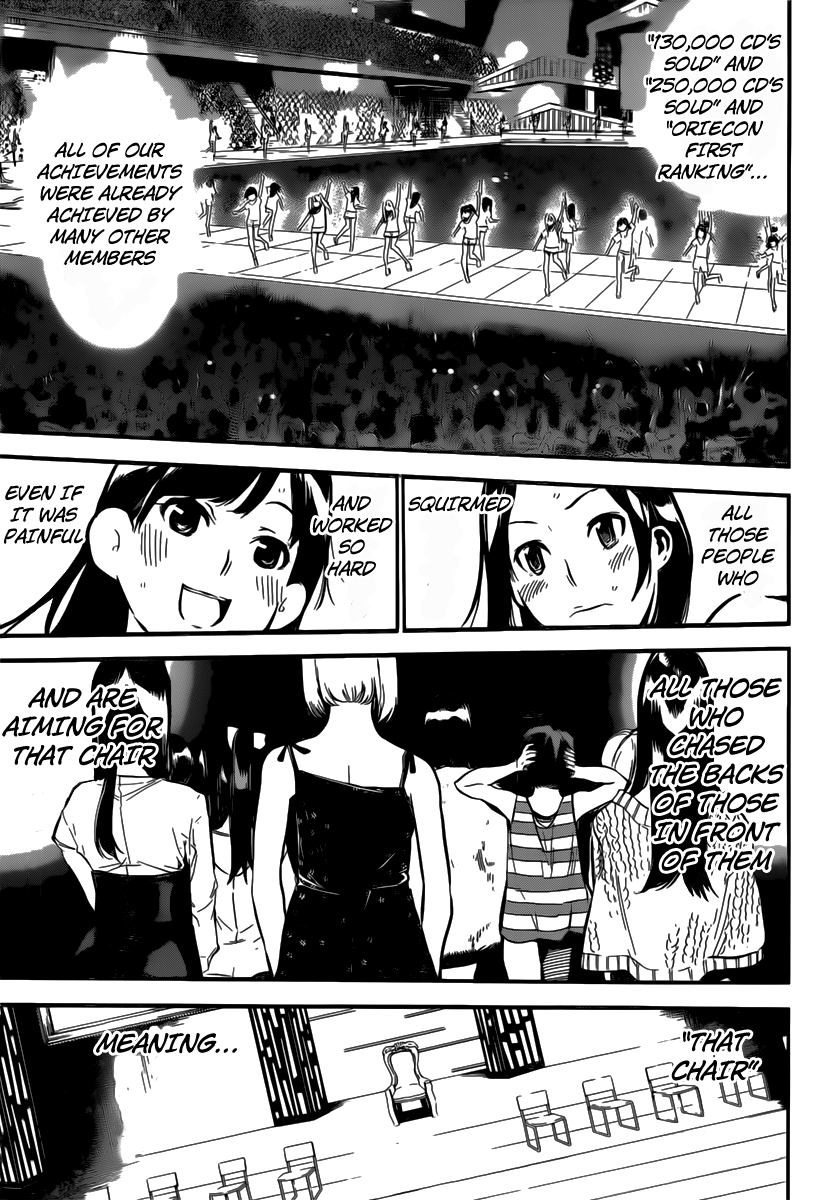 "130,000 CD'S
SOLD" AND
"250,000 CD'S
SOLD" AND
"ORIECON
FIRST
RANKING"...
ALL OF OUR
ACHIEVEMENTS
WERE ALREADY
ACHIEVED BY
MANY OTHER
MEMBERS
ALL
THOSE
PEOPLE
WHO
SQUIRMED
AND
WORKED
SO
HARD
EVEN IF
IT WAS
PAINFUL
ALL THOSE
WHO
CHASED
THE BACKS
OF THOSE
IN FRONT
OF THEM
AND ARE
AIMING FOR
THAT CHAIR
"THAT
CHAIR"
MEANING...